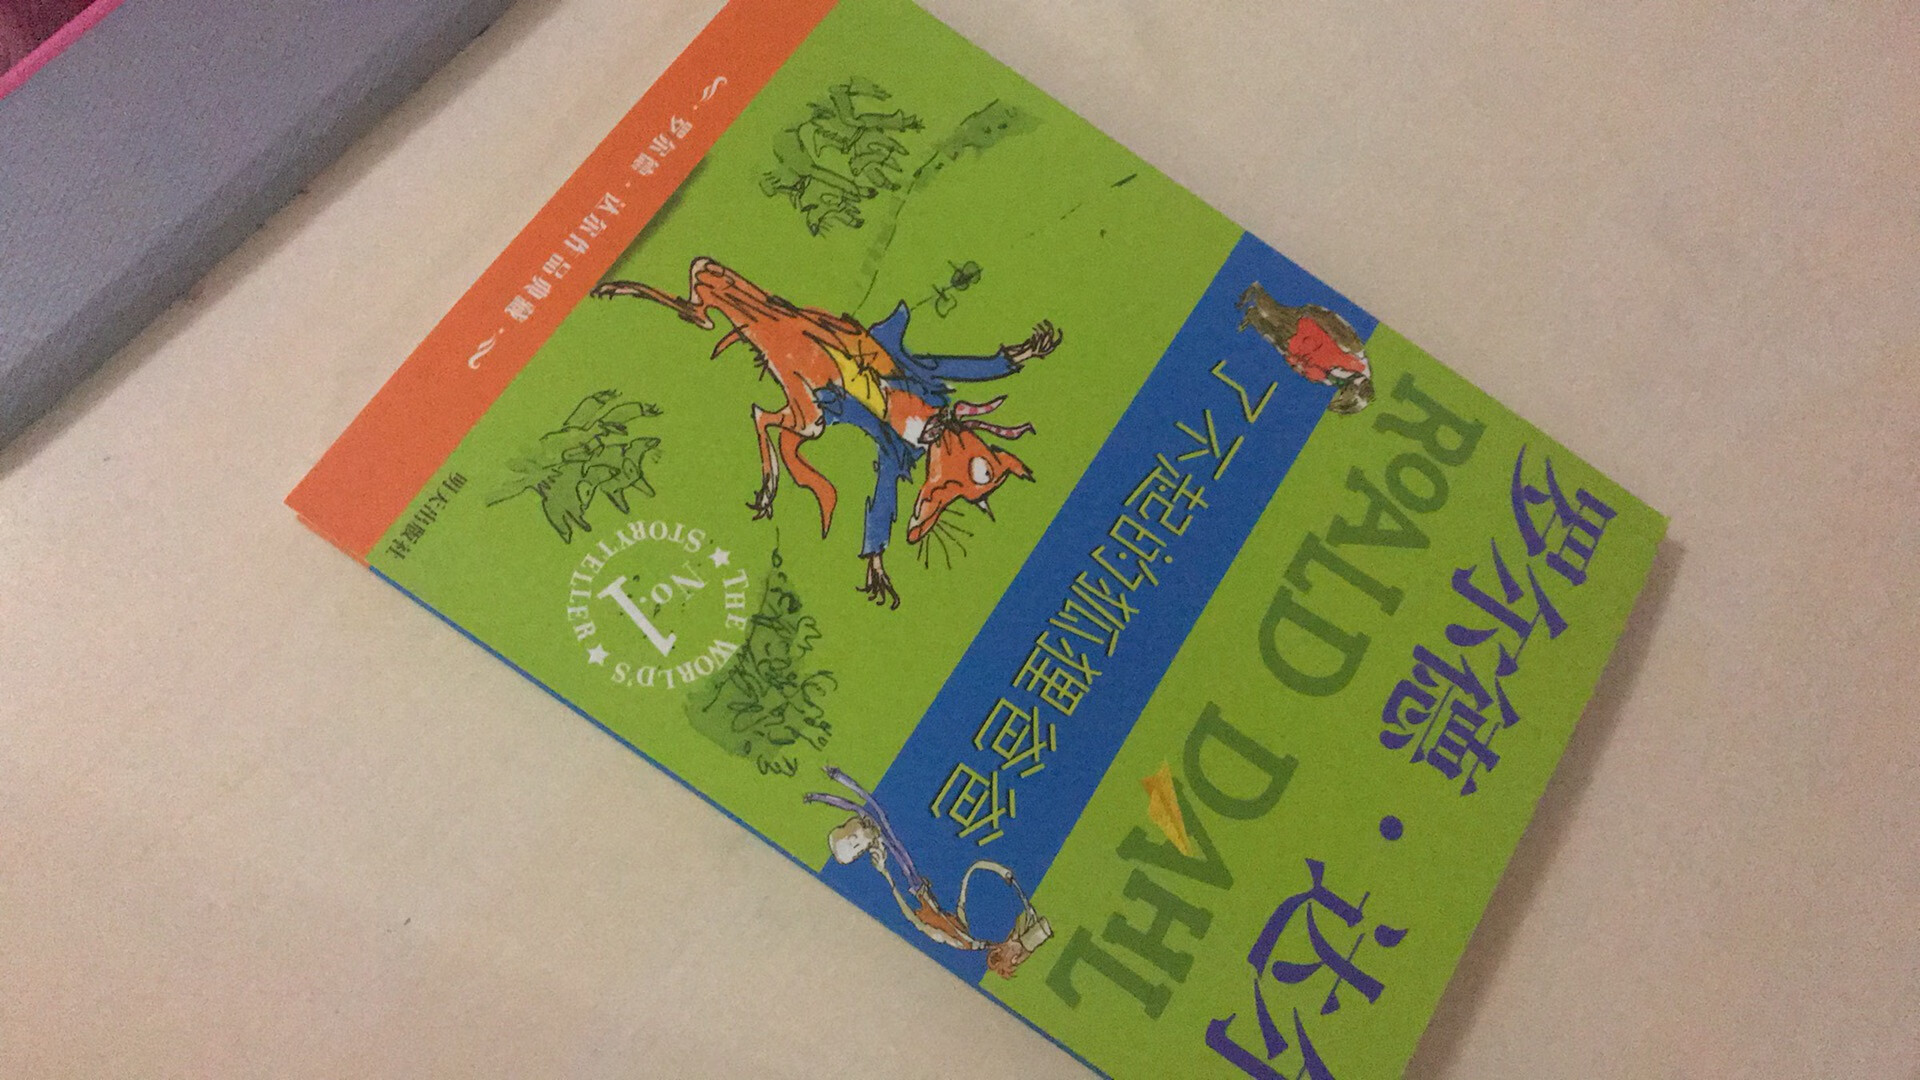 罗尔德·达尔
ROALD DAHL
了不起的狐狸爸爸
THE WORLD'S
No.1
STORYTELLER
明天出版社
罗尔德·达尔作品典藏